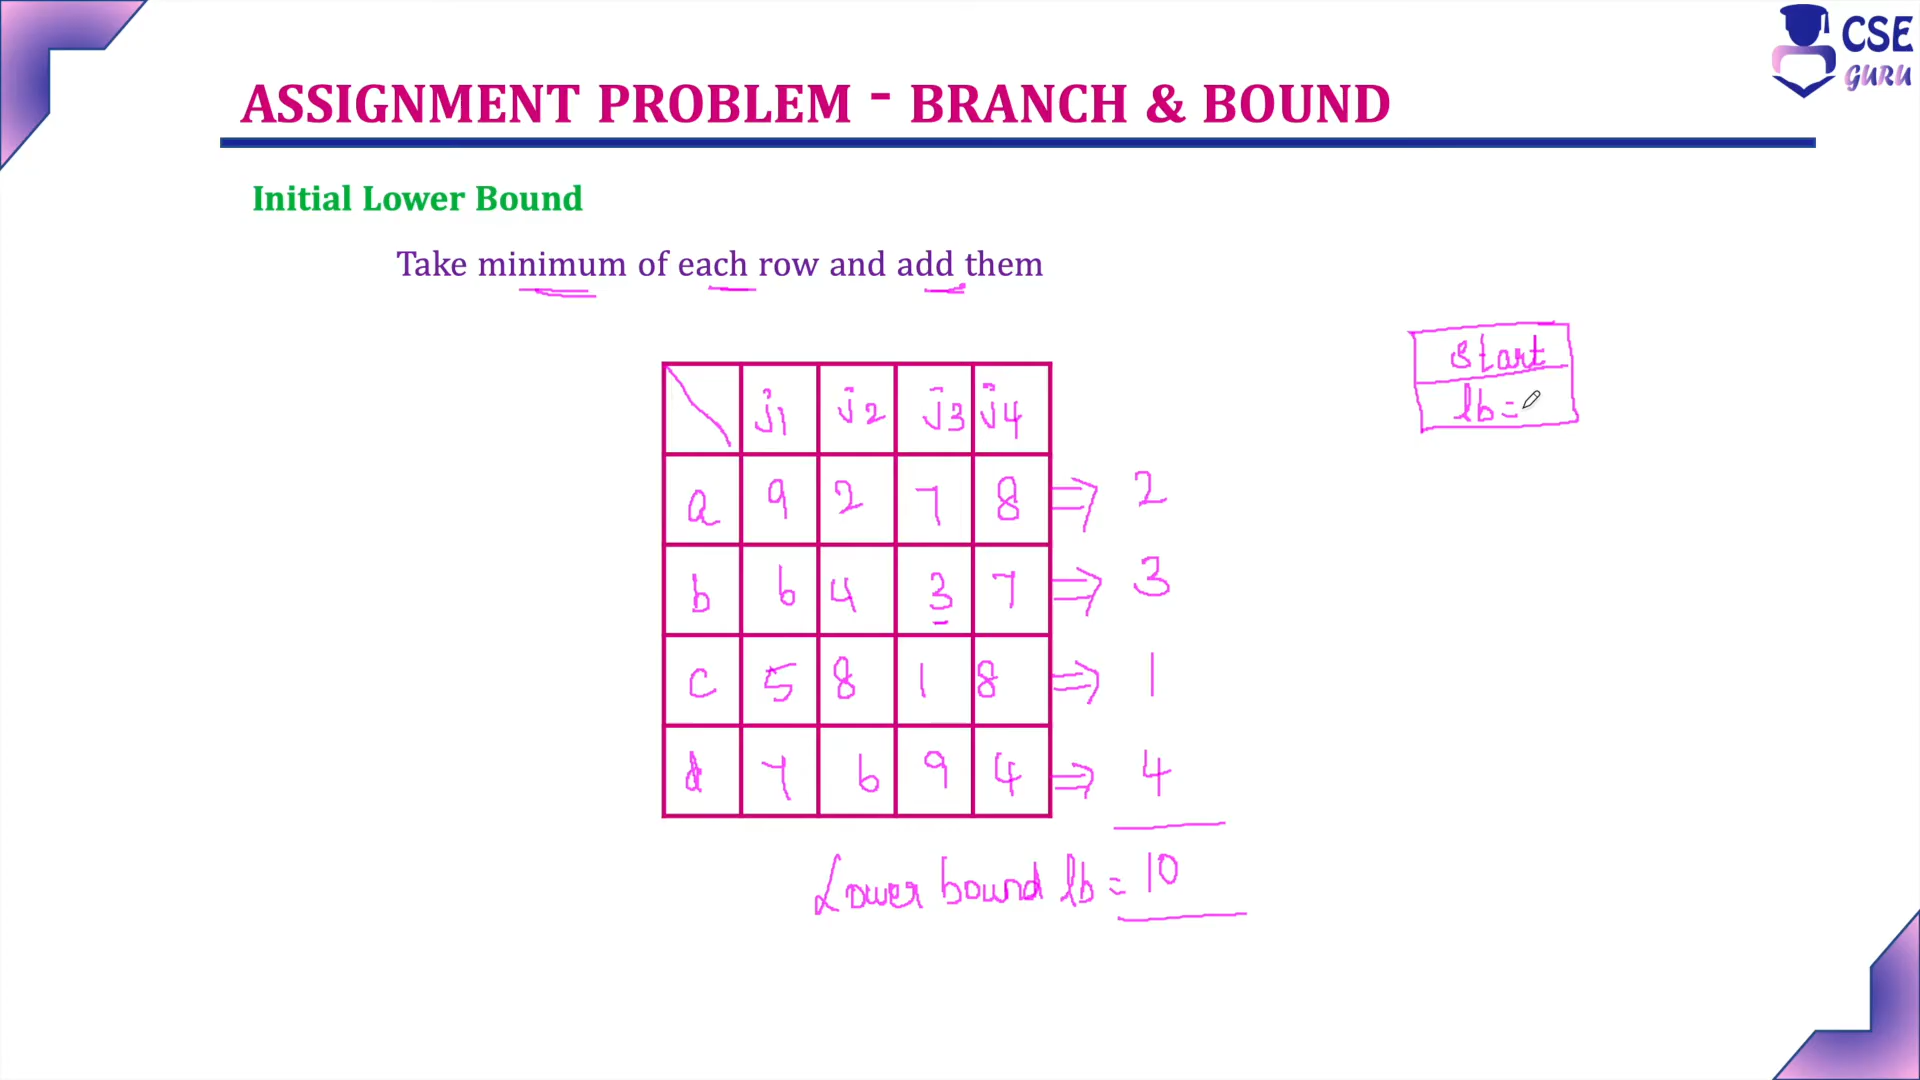 CSE
GURU
ASSIGNMENT PROBLEM - BRANCH & BOUND
Initial Lower Bound
Take minimum of each row and add them
Start
lb=
j1 j2 j3 j4
a 9 2 7 8 ⇒ 2
b 6 4 3 7 ⇒ 3
c 5 8 1 8 ⇒ 1
d 7 6 9 4 ⇒ 4
Lower bound lb = 10